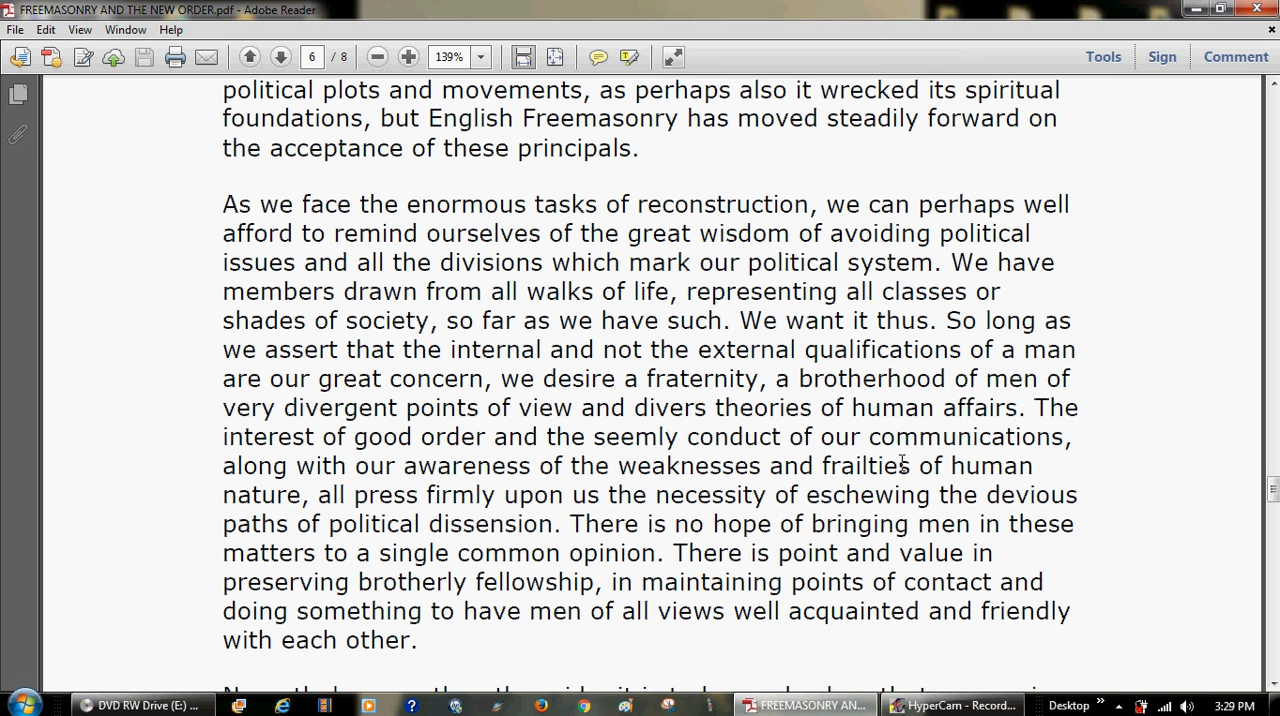 FREEMASONRY AND THE NEW ORDER.pdf - Adobe Reader
File Edit View Window Help
6 / 8 139% Tools Sign Comment
political plots and movements, as perhaps also it wrecked its spiritual
foundations, but English Freemasonry has moved steadily forward on
the acceptance of these principals.
As we face the enormous tasks of reconstruction, we can perhaps well
afford to remind ourselves of the great wisdom of avoiding political
issues and all the divisions which mark our political system. We have
members drawn from all walks of life, representing all classes or
shades of society, so far as we have such. We want it thus. So long as
we assert that the internal and not the external qualifications of a man
are our great concern, we desire a fraternity, a brotherhood of men of
very divergent points of view and divers theories of human affairs. The
interest of good order and the seemly conduct of our communications,
along with our awareness of the weaknesses and frailties of human
nature, all press firmly upon us the necessity of eschewing the devious
paths of political dissension. There is no hope of bringing men in these
matters to a single common opinion. There is point and value in
preserving brotherly fellowship, in maintaining points of contact and
doing something to have men of all views well acquainted and friendly
with each other.
DVD RW Drive (E:) ... FREEMASONRY AN... HyperCam - Record... Desktop 3:29 PM